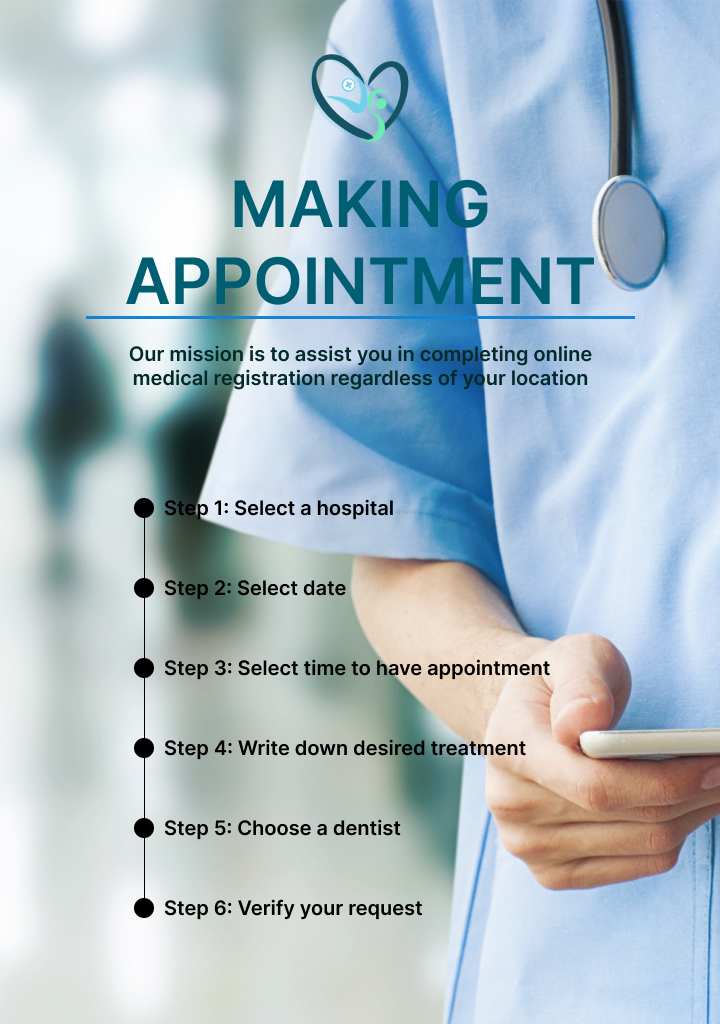 MAKING
APPOINTMENT
Our mission is to assist you in completing online
medical registration regardless of your location
Step 1: Select a hospital
Step 2: Select date
Step 3: Select time to have appointment
Step 4: Write down desired treatment
Step 5: Choose a dentist
Step 6: Verify your request